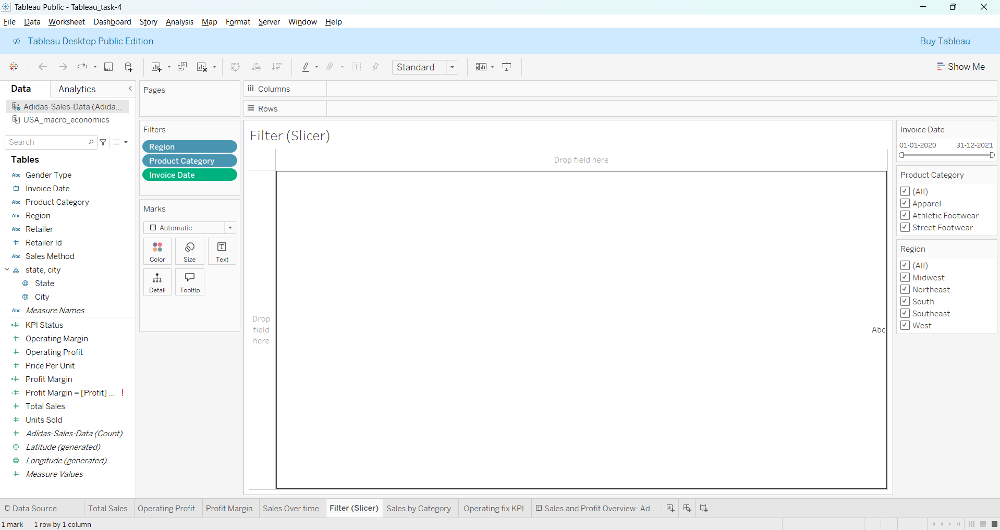 Tableau Public - Tableau_task-4
File Data Worksheet Dashboard Story Analysis Map Format Server Window Help
Tableau Desktop Public Edition
Buy Tableau
Standard
Show Me
Data
Analytics
Adidas-Sales-Data (Adida...
USA_macro_economics
Search
Tables
Abc Gender Type
Invoice Date
Abc Product Category
Abc Region
Abc Retailer
# Retailer Id
Abc Sales Method
state, city
State
City
Abc Measure Names
=# KPI Status
# Operating Margin
# Operating Profit
# Price Per Unit
=# Profit Margin
=# Profit Margin = [Profit] ... !
# Total Sales
# Units Sold
# Adidas-Sales-Data (Count)
Latitude (generated)
Longitude (generated)
# Measure Values
Pages
Filters
Region
Product Category
Invoice Date
Marks
T Automatic
Color
Size
T Text
Detail
Tooltip
Columns
Rows
Filter (Slicer)
Drop field here
Drop
field
here
Abc
Invoice Date
01-01-2020 31-12-2021
Product Category
(All)
Apparel
Athletic Footwear
Street Footwear
Region
(All)
Midwest
Northeast
South
Southeast
West
Data Source
Total Sales
Operating Profit
Profit Margin
Sales Over time
Filter (Slicer)
Sales by Category
Operating fix KPI
Sales and Profit Overview- Ad...
1 mark 1 row by 1 column